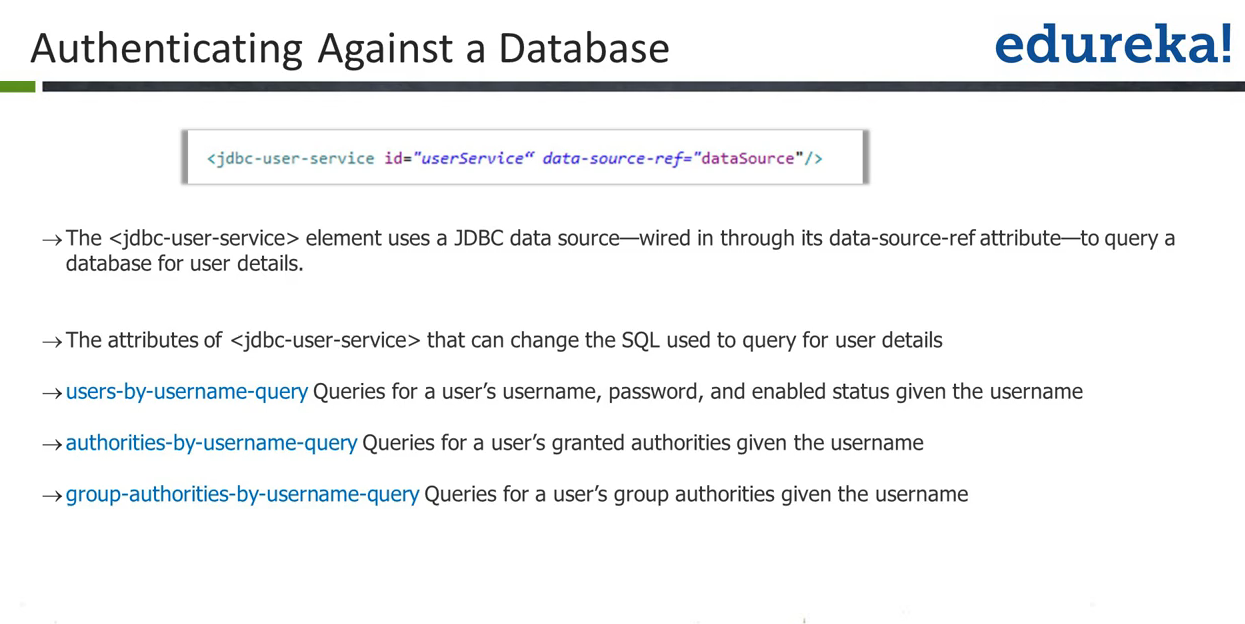 Authenticating Against a Database
edureka!
<jdbc-user-service id="userService“ data-source-ref="dataSource"/>
→The <jdbc-user-service> element uses a JDBC data source—wired in through its data-source-ref attribute—to query a
database for user details.
→The attributes of <jdbc-user-service> that can change the SQL used to query for user details
→users-by-username-query Queries for a user’s username, password, and enabled status given the username
→authorities-by-username-query Queries for a user’s granted authorities given the username
→group-authorities-by-username-query Queries for a user’s group authorities given the username